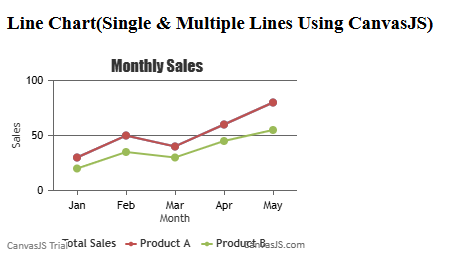 Line Chart(Single & Multiple Lines Using CanvasJS)
Monthly Sales
100
50
0
Sales
Jan Feb Mar Apr May
Month
Total Sales Product A Product B
CanvasJS Trial CanvasJS.com